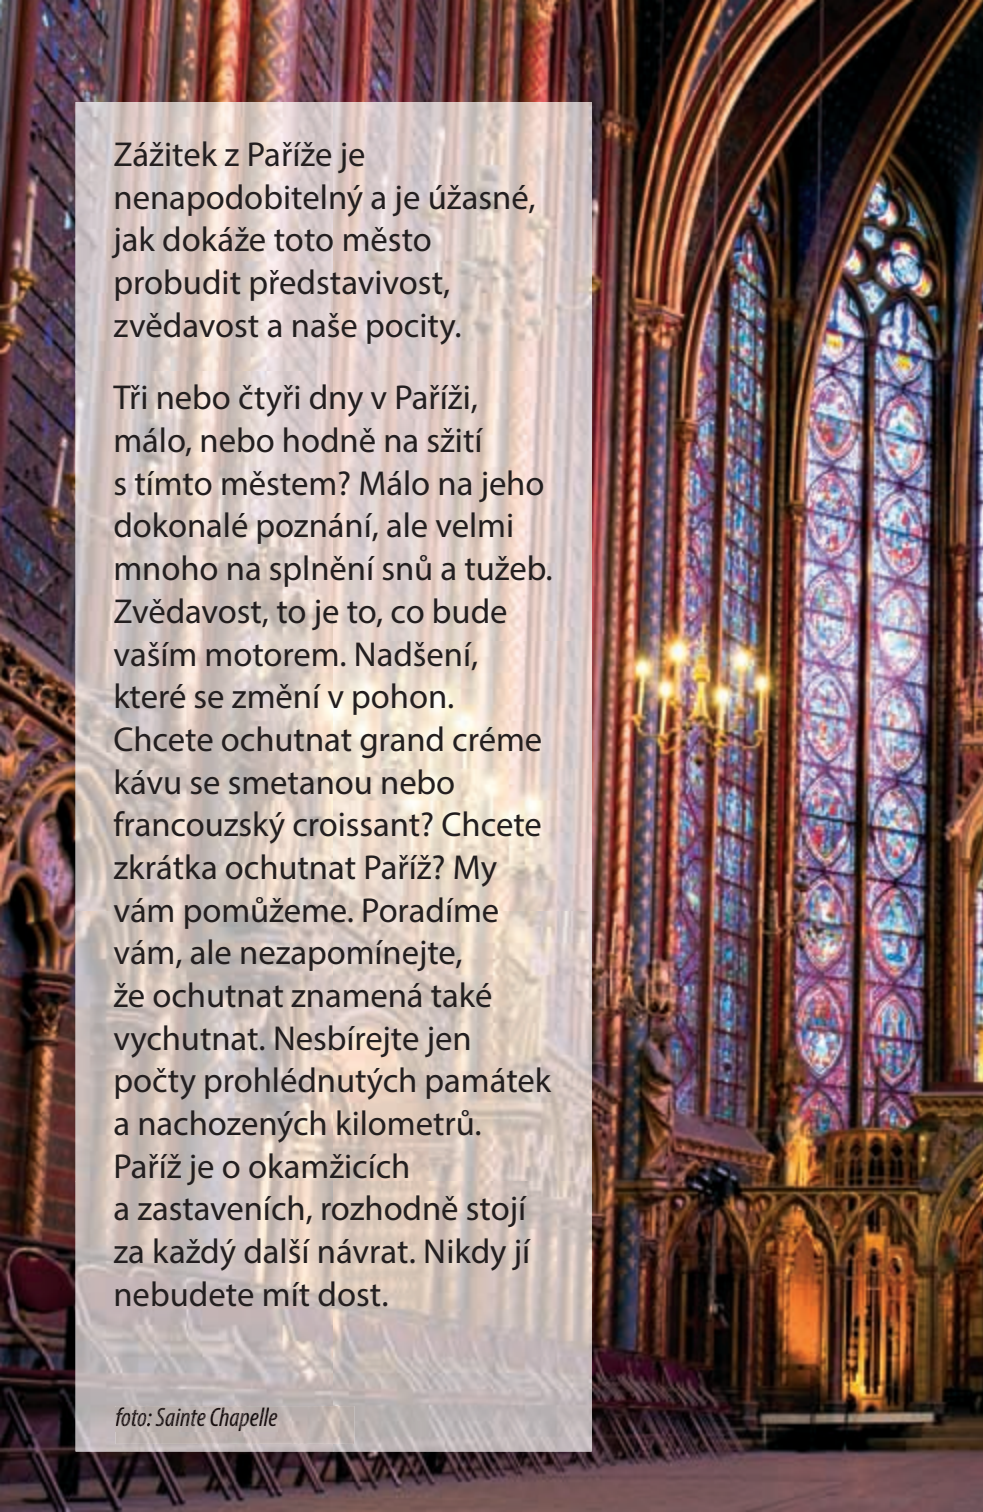 Zážitek z Paříže je
nenapodobitelný a je úžasné,
jak dokáže toto město
probudit představivost,
zvědavost a naše pocity.
Tři nebo čtyři dny v Paříži,
málo, nebo hodně na sžití
s tímto městem? Málo na jeho
dokonalé poznání, ale velmi
mnoho na splnění snů a tužeb.
Zvědavost, to je to, co bude
vaším motorem. Nadšení,
které se změní v pohon.
Chcete ochutnat grand créme
kávu se smetanou nebo
francouzský croissant? Chcete
zkrátka ochutnat Paříž? My
vám pomůžeme. Poradíme
vám, ale nezapomínejte,
že ochutnat znamená také
vychutnat. Nesbírejte jen
počty prohlédnutých památek
a nachozených kilometrů.
Paříž je o okamžicích
a zastaveních, rozhodně stojí
za každý další návrat. Nikdy jí
nebudete mít dost.
foto: Sainte Chapelle